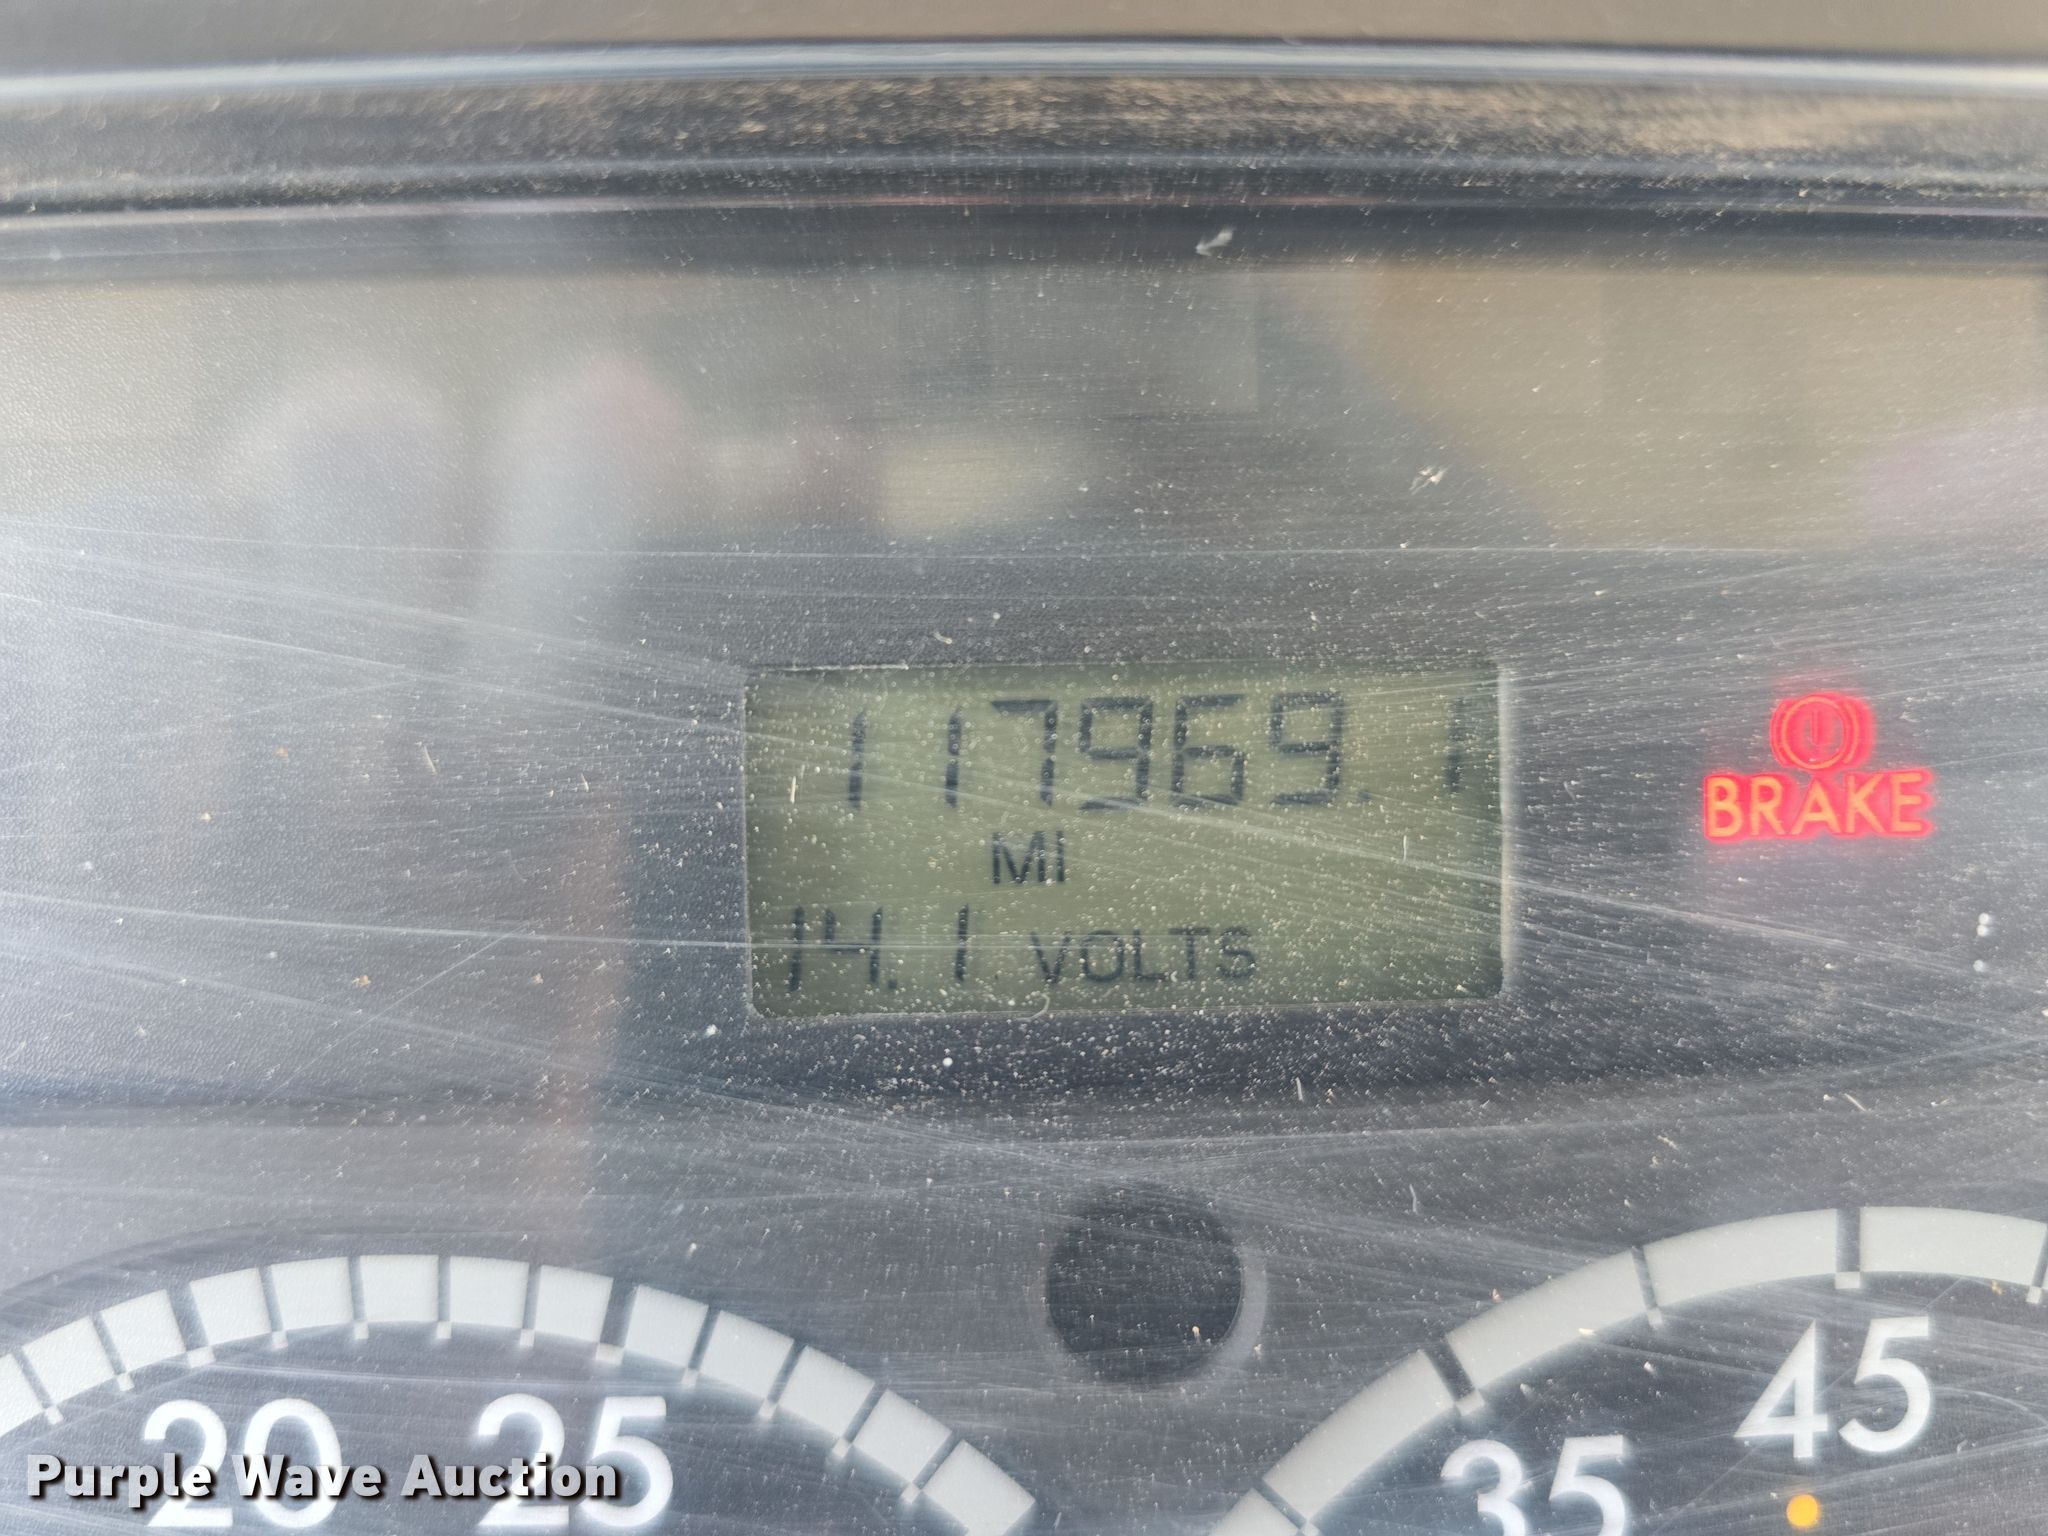 117969.1
MI
14.1 VOLTS
BRAKE
20 25
35 45
Purple Wave Auction